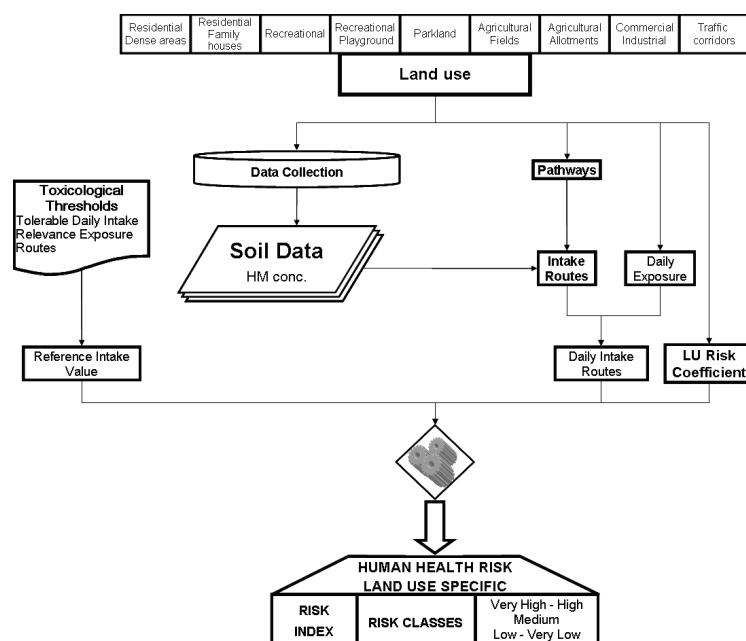 Residential
Dense areas
Residential
Family
houses
Recreational
Recreational
Playground
Parkland
Agricultural
Fields
Agricultural
Allotments
Commercial
Industrial
Traffic
corridors
Land use
Data Collection
Pathways
Toxicological
Thresholds
Tolerable Daily Intake
Relevance Exposure
Routes
Soil Data
HM conc.
Intake
Routes
Daily
Exposure
Reference Intake
Value
Daily Intake
Routes
LU Risk
Coefficient
HUMAN HEALTH RISK
LAND USE SPECIFIC
RISK
INDEX
RISK CLASSES
Very High - High
Medium
Low - Very Low